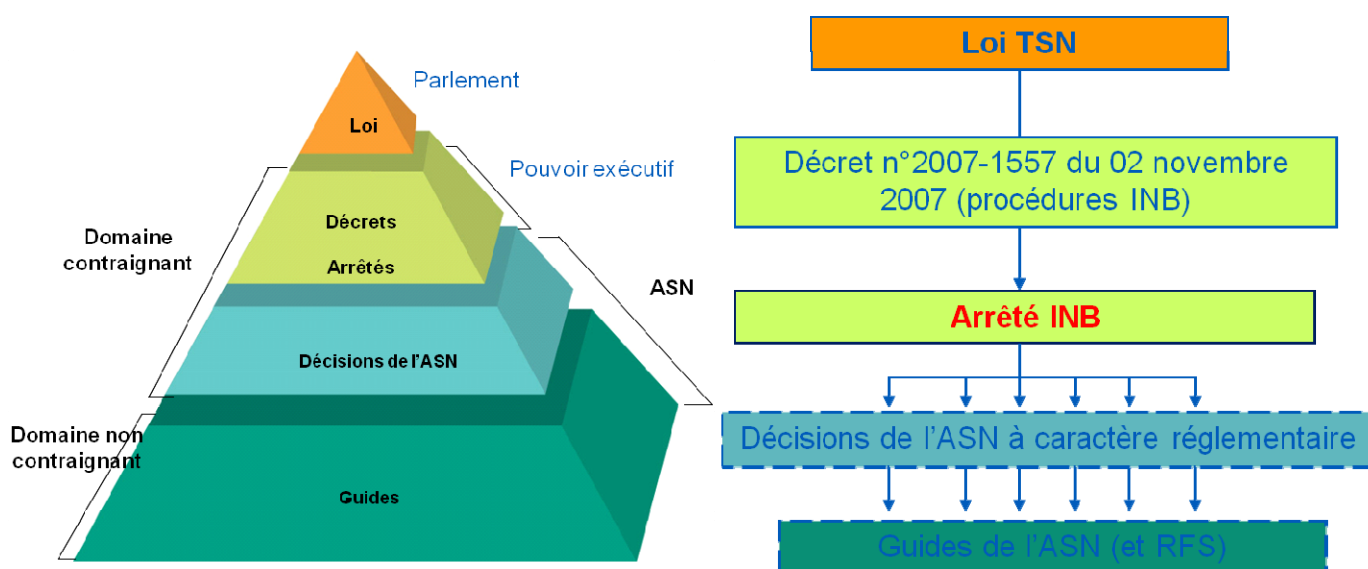 Parlement
Loi
Pouvoir exécutif
Décrets
Arrêtés
Domaine
contraignant
ASN
Décisions de l'ASN
Domaine non
contraignant
Guides
Loi TSN
Décret n°2007-1557 du 02 novembre
2007 (procédures INB)
Arrêté INB
Décisions de l'ASN à caractère réglementaire
Guides de l'ASN (et RFS)